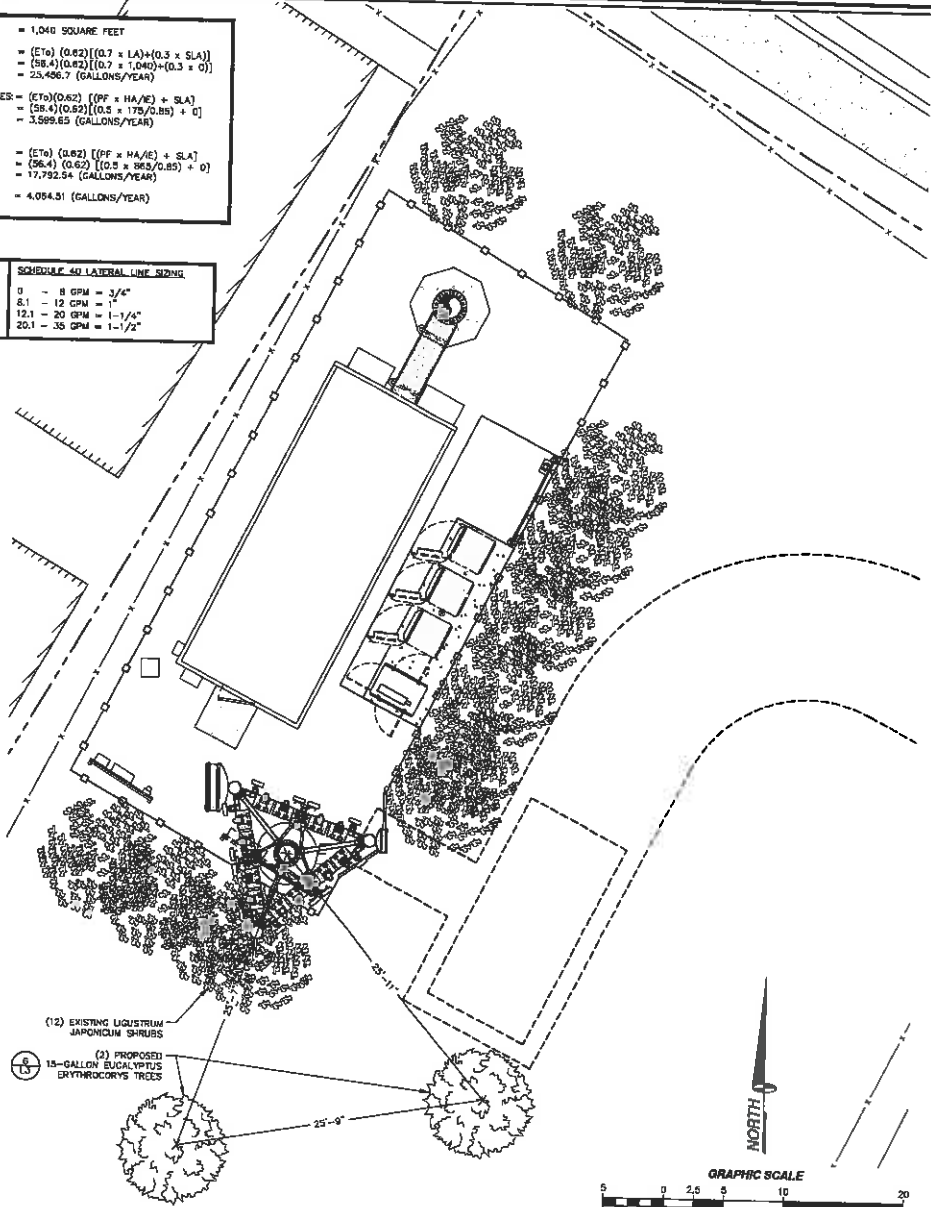 = 1,040 SQUARE FEET
= (ETo) (0.62)[(0.7 x LA)+(0.3 x SLA)]
= (56.4)(0.62)[(0.7 x 1,040)+(0.3 x 0)]
= 25,456.7 (GALLONS/YEAR)
ES: = (ETo)(0.62) [(PF x HA/IE) + SLA]
= (56.4)(0.62)[(0.5 x 175/0.85) + 0]
= 3,599.65 (GALLONS/YEAR)
= (ETo) (0.62) [(PF x HA/IE) + SLA]
= (56.4) (0.62) [(0.5 x 865/0.85) + 0]
= 17,792.54 (GALLONS/YEAR)
= 4,064.51 (GALLONS/YEAR)
SCHEDULE 40 LATERAL LINE SIZING
0 - 8 GPM = 3/4"
8.1 - 12 GPM = 1"
12.1 - 20 GPM = 1-1/4"
20.1 - 35 GPM = 1-1/2"
25'-7"
25'-11"
(12) EXISTING LIGUSTRUM
JAPONICUM SHRUBS
6
L3
(2) PROPOSED
15-GALLON EUCALYPTUS
ERYTHROCORYS TREES
25'-9"
NORTH
GRAPHIC SCALE
5 0 2.5 5 10 20